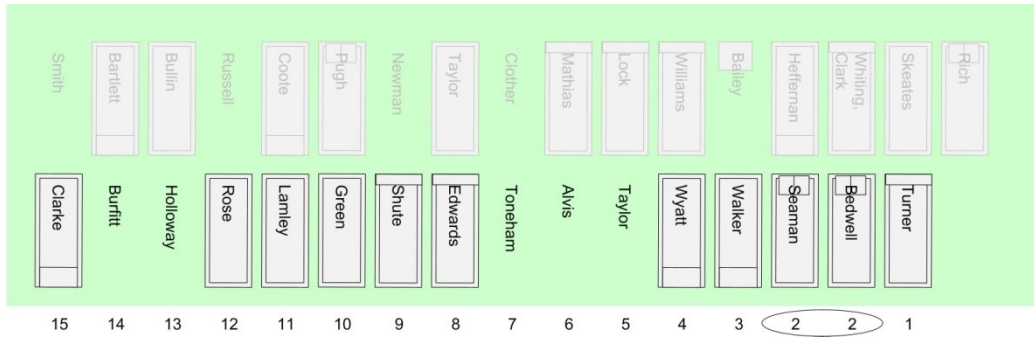 Smith
Bartlett
Bullin
Russell
Coote
Pugh
Newman
Taylor
Clother
Mathias
Lock
Williams
Bailey
Heffernan
Whiting,
Clark
Skeates
Rich
Clarke
Burfitt
Holloway
Rose
Lamley
Green
Shute
Edwards
Toneham
Alvis
Taylor
Wyatt
Walker
Seaman
Bedwell
Turner
15 14 13 12 11 10 9 8 7 6 5 4 3 2 2 1